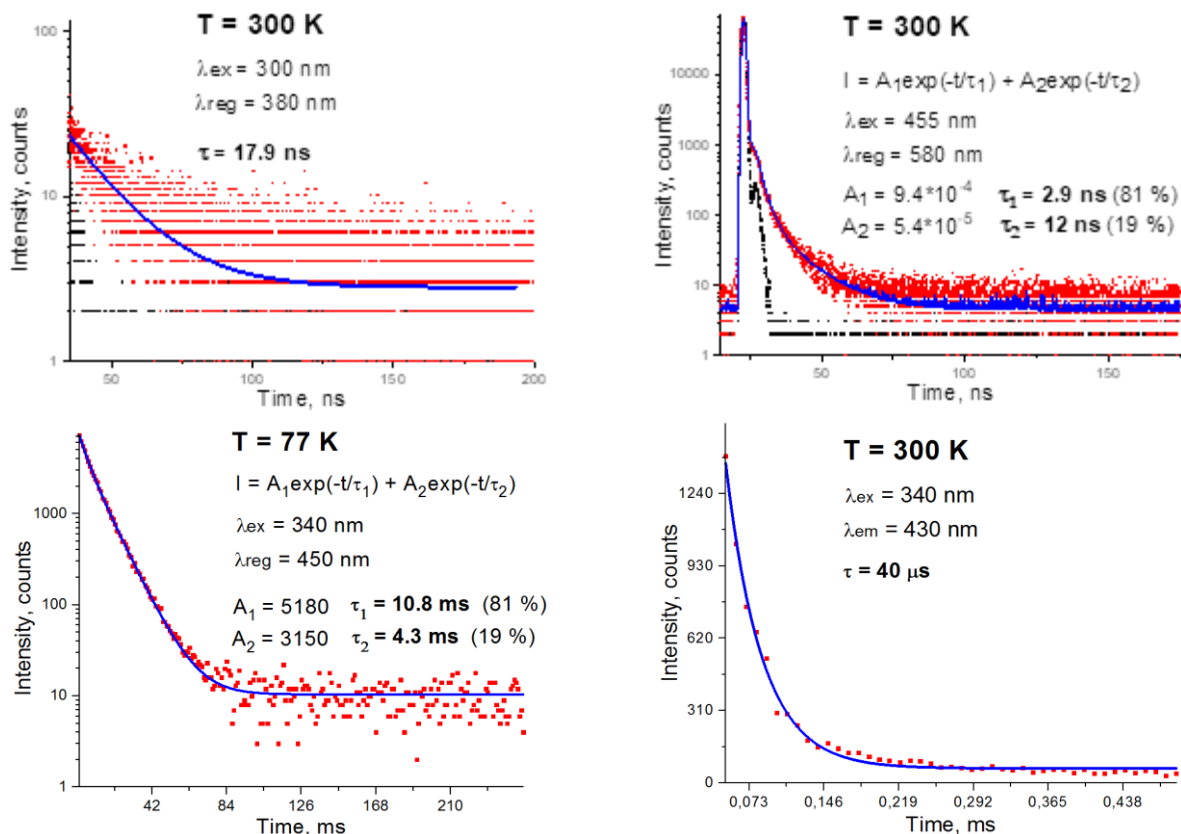 T = 300 K
λex = 300 nm
λreg = 380 nm
τ = 17.9 ns
Intensity, counts
100
10
1
50
100
150
200
Time, ns
T = 300 K
I = A₁exp(-t/τ₁) + A₂exp(-t/τ₂)
λex = 455 nm
λreg = 580 nm
A₁ = 9.4*10⁻⁴ τ₁ = 2.9 ns (81 %)
A₂ = 5.4*10⁻⁵ τ₂ = 12 ns (19 %)
Intensity, counts
10000
1000
100
10
1
50
100
150
Time, ns
T = 77 K
I = A₁exp(-t/τ₁) + A₂exp(-t/τ₂)
λex = 340 nm
λreg = 450 nm
A₁ = 5180 τ₁ = 10.8 ms (81 %)
A₂ = 3150 τ₂ = 4.3 ms (19 %)
Intensity, counts
1000
100
10
1
42
84
126
168
210
Time, ms
T = 300 K
λex = 340 nm
λem = 430 nm
τ = 40 μs
Intensity, counts
1240
930
620
310
0
0,073
0,146
0,219
0,292
0,365
0,438
Time, ms